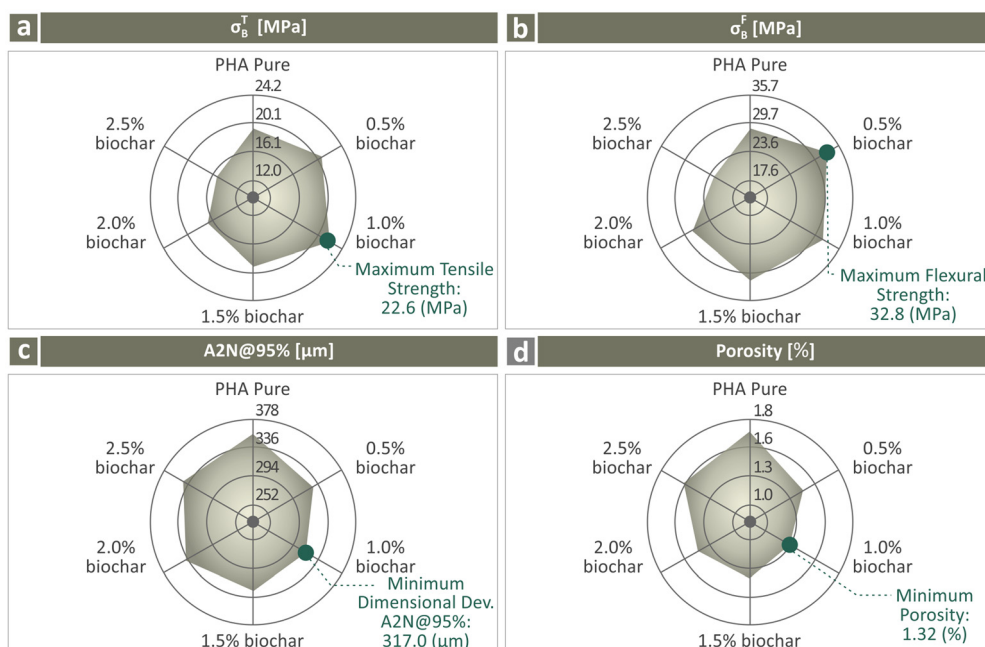 a
σ_B^T [MPa]
PHA Pure
24.2
20.1
16.1
12.0
0.5%
biochar
1.0%
biochar
1.5% biochar
2.0%
biochar
2.5%
biochar
Maximum Tensile
Strength:
22.6 (MPa)
b
σ_B^F [MPa]
PHA Pure
35.7
29.7
23.6
17.6
0.5%
biochar
1.0%
biochar
1.5% biochar
2.0%
biochar
2.5%
biochar
Maximum Flexural
Strength:
32.8 (MPa)
c
A2N@95% [µm]
PHA Pure
378
336
294
252
0.5%
biochar
1.0%
biochar
1.5% biochar
2.0%
biochar
2.5%
biochar
Minimum
Dimensional Dev.
A2N@95%:
317.0 (µm)
d
Porosity [%]
PHA Pure
1.8
1.6
1.3
1.0
0.5%
biochar
1.0%
biochar
1.5% biochar
2.0%
biochar
2.5%
biochar
Minimum
Porosity:
1.32 (%)